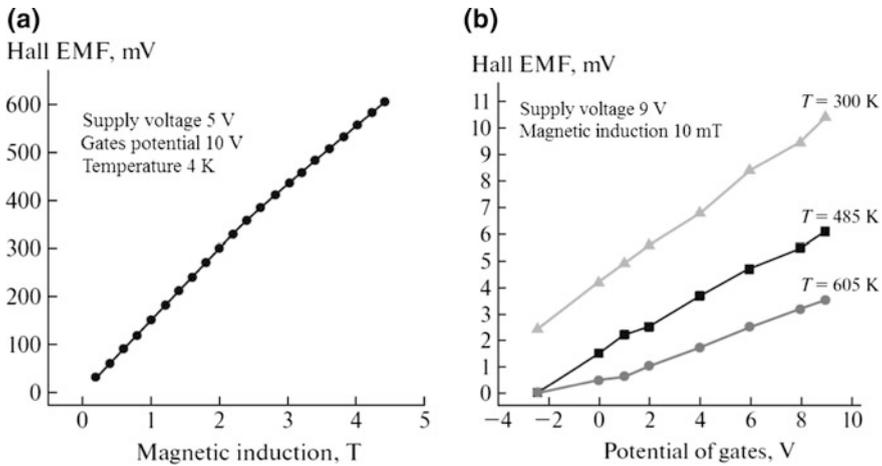 (a)
Hall EMF, mV
600
500
400
300
200
100
0
Supply voltage 5 V
Gates potential 10 V
Temperature 4 K
0 1 2 3 4 5
Magnetic induction, T
(b)
Hall EMF, mV
11
10
9
8
7
6
5
4
3
2
1
0
Supply voltage 9 V
Magnetic induction 10 mT
T = 300 K
T = 485 K
T = 605 K
−4 −2 0 2 4 6 8 10
Potential of gates, V